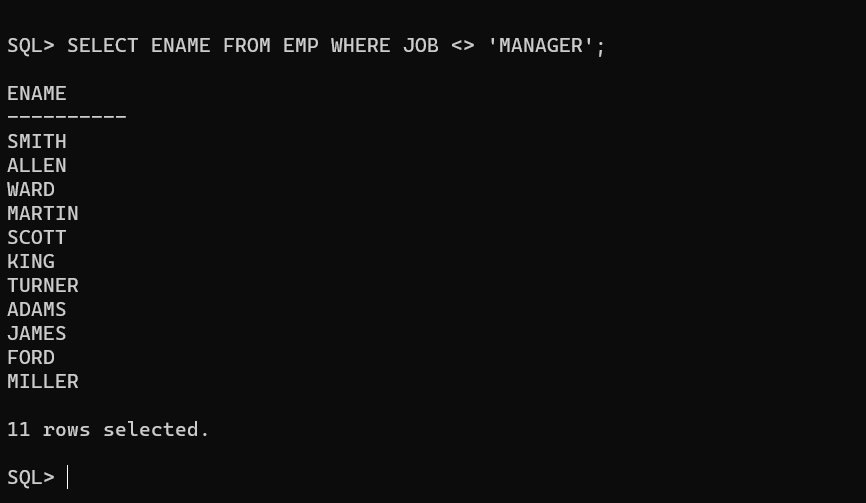 SQL> SELECT ENAME FROM EMP WHERE JOB <> 'MANAGER';
ENAME
----------
SMITH
ALLEN
WARD
MARTIN
SCOTT
KING
TURNER
ADAMS
JAMES
FORD
MILLER
11 rows selected.
SQL>